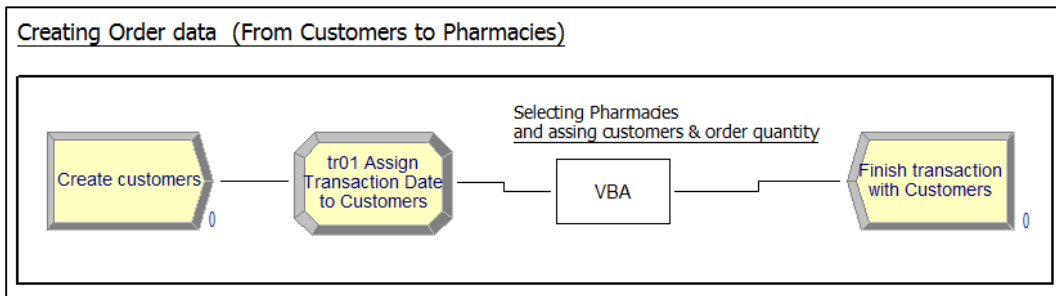 Creating Order data  (From Customers to Pharmacies)
Selecting Pharmacies
and assing customers & order quantity
Create customers
0
tr01 Assign
Transaction Date
to Customers
VBA
Finish transaction
with Customers
0